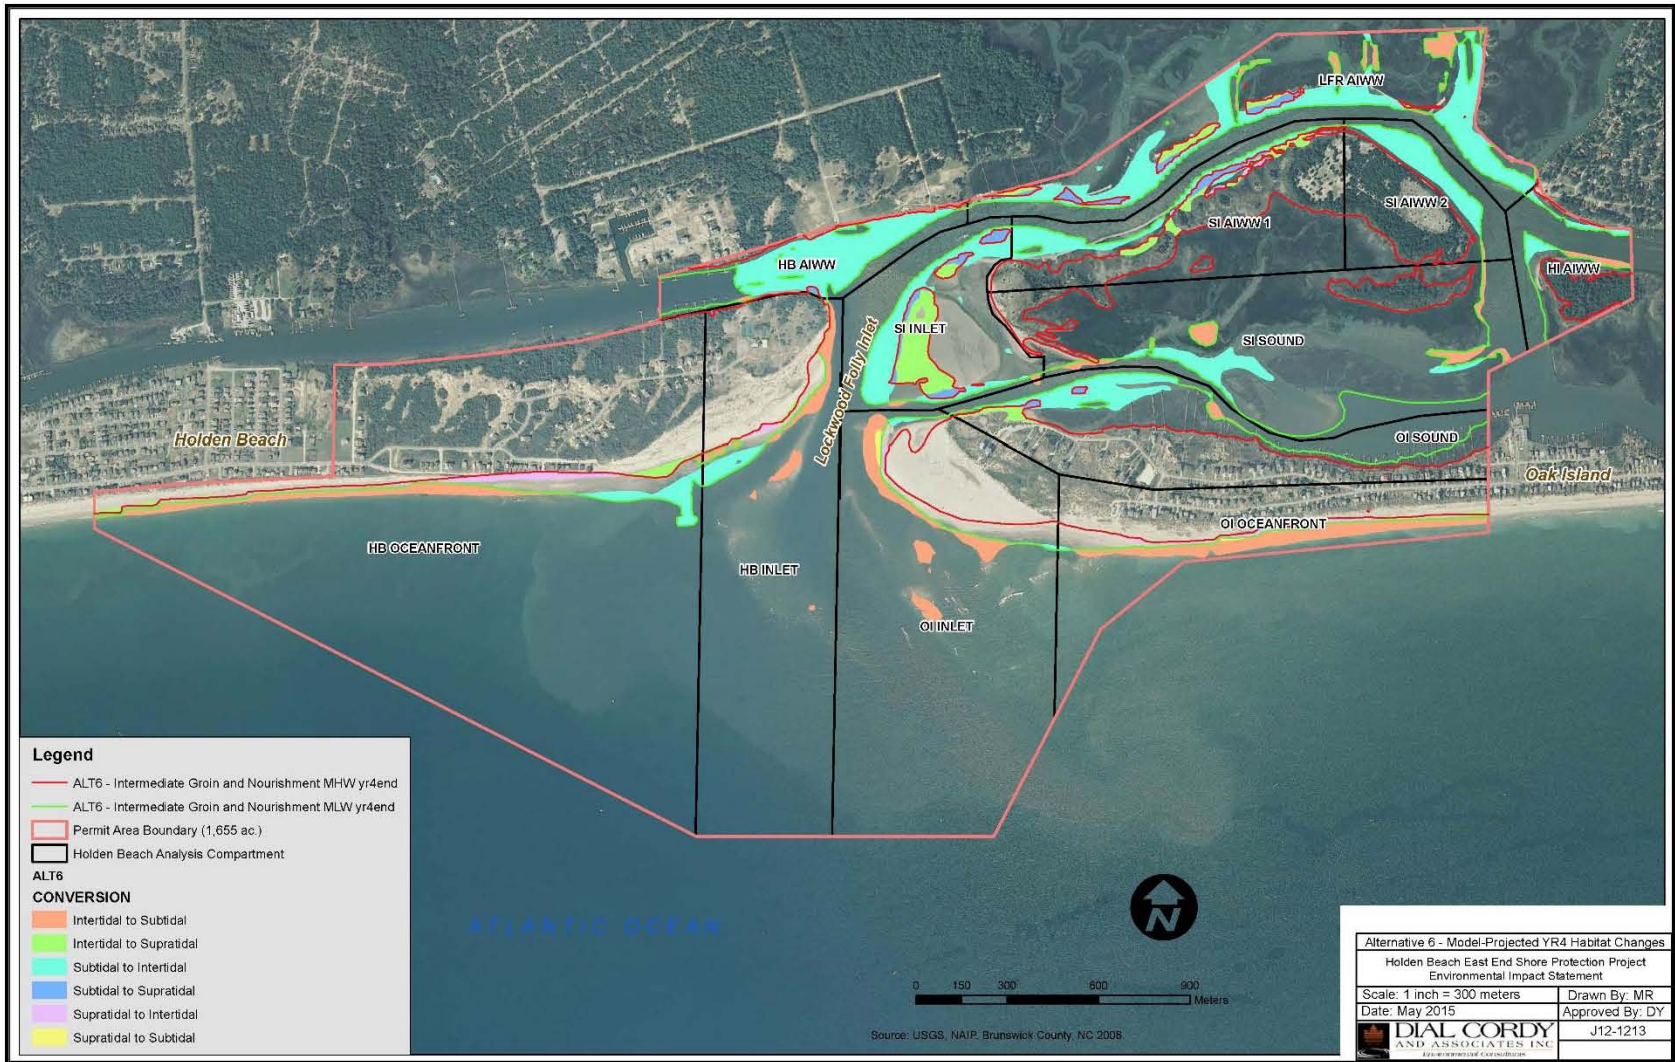 LFR AIWW
SI AIWW 2
SI AIWW 1
HB AIWW
HI AIWW
SI INLET
SI SOUND
Lockwood Folly Inlet
Holden Beach
OI SOUND
Oak Island
OI OCEANFRONT
HB OCEANFRONT
HB INLET
OI INLET
Legend
ALT6 - Intermediate Groin and Nourishment MHW yr4end
ALT6 - Intermediate Groin and Nourishment MLW yr4end
Permit Area Boundary (1,655 ac.)
Holden Beach Analysis Compartment
ALT6
CONVERSION
Intertidal to Subtidal
Intertidal to Supratidal
Subtidal to Intertidal
Subtidal to Supratidal
Supratidal to Intertidal
Supratidal to Subtidal
ATLANTIC OCEAN
N
0 150 300 600 900
Meters
Source: USGS, NAIP, Brunswick County, NC 2008
Alternative 6 - Model-Projected YR4 Habitat Changes
Holden Beach East End Shore Protection Project
Environmental Impact Statement
Scale: 1 inch = 300 meters Drawn By: MR
Date: May 2015 Approved By: DY
DIAL CORDY J12-1213
AND ASSOCIATES INC
Environmental Consultants